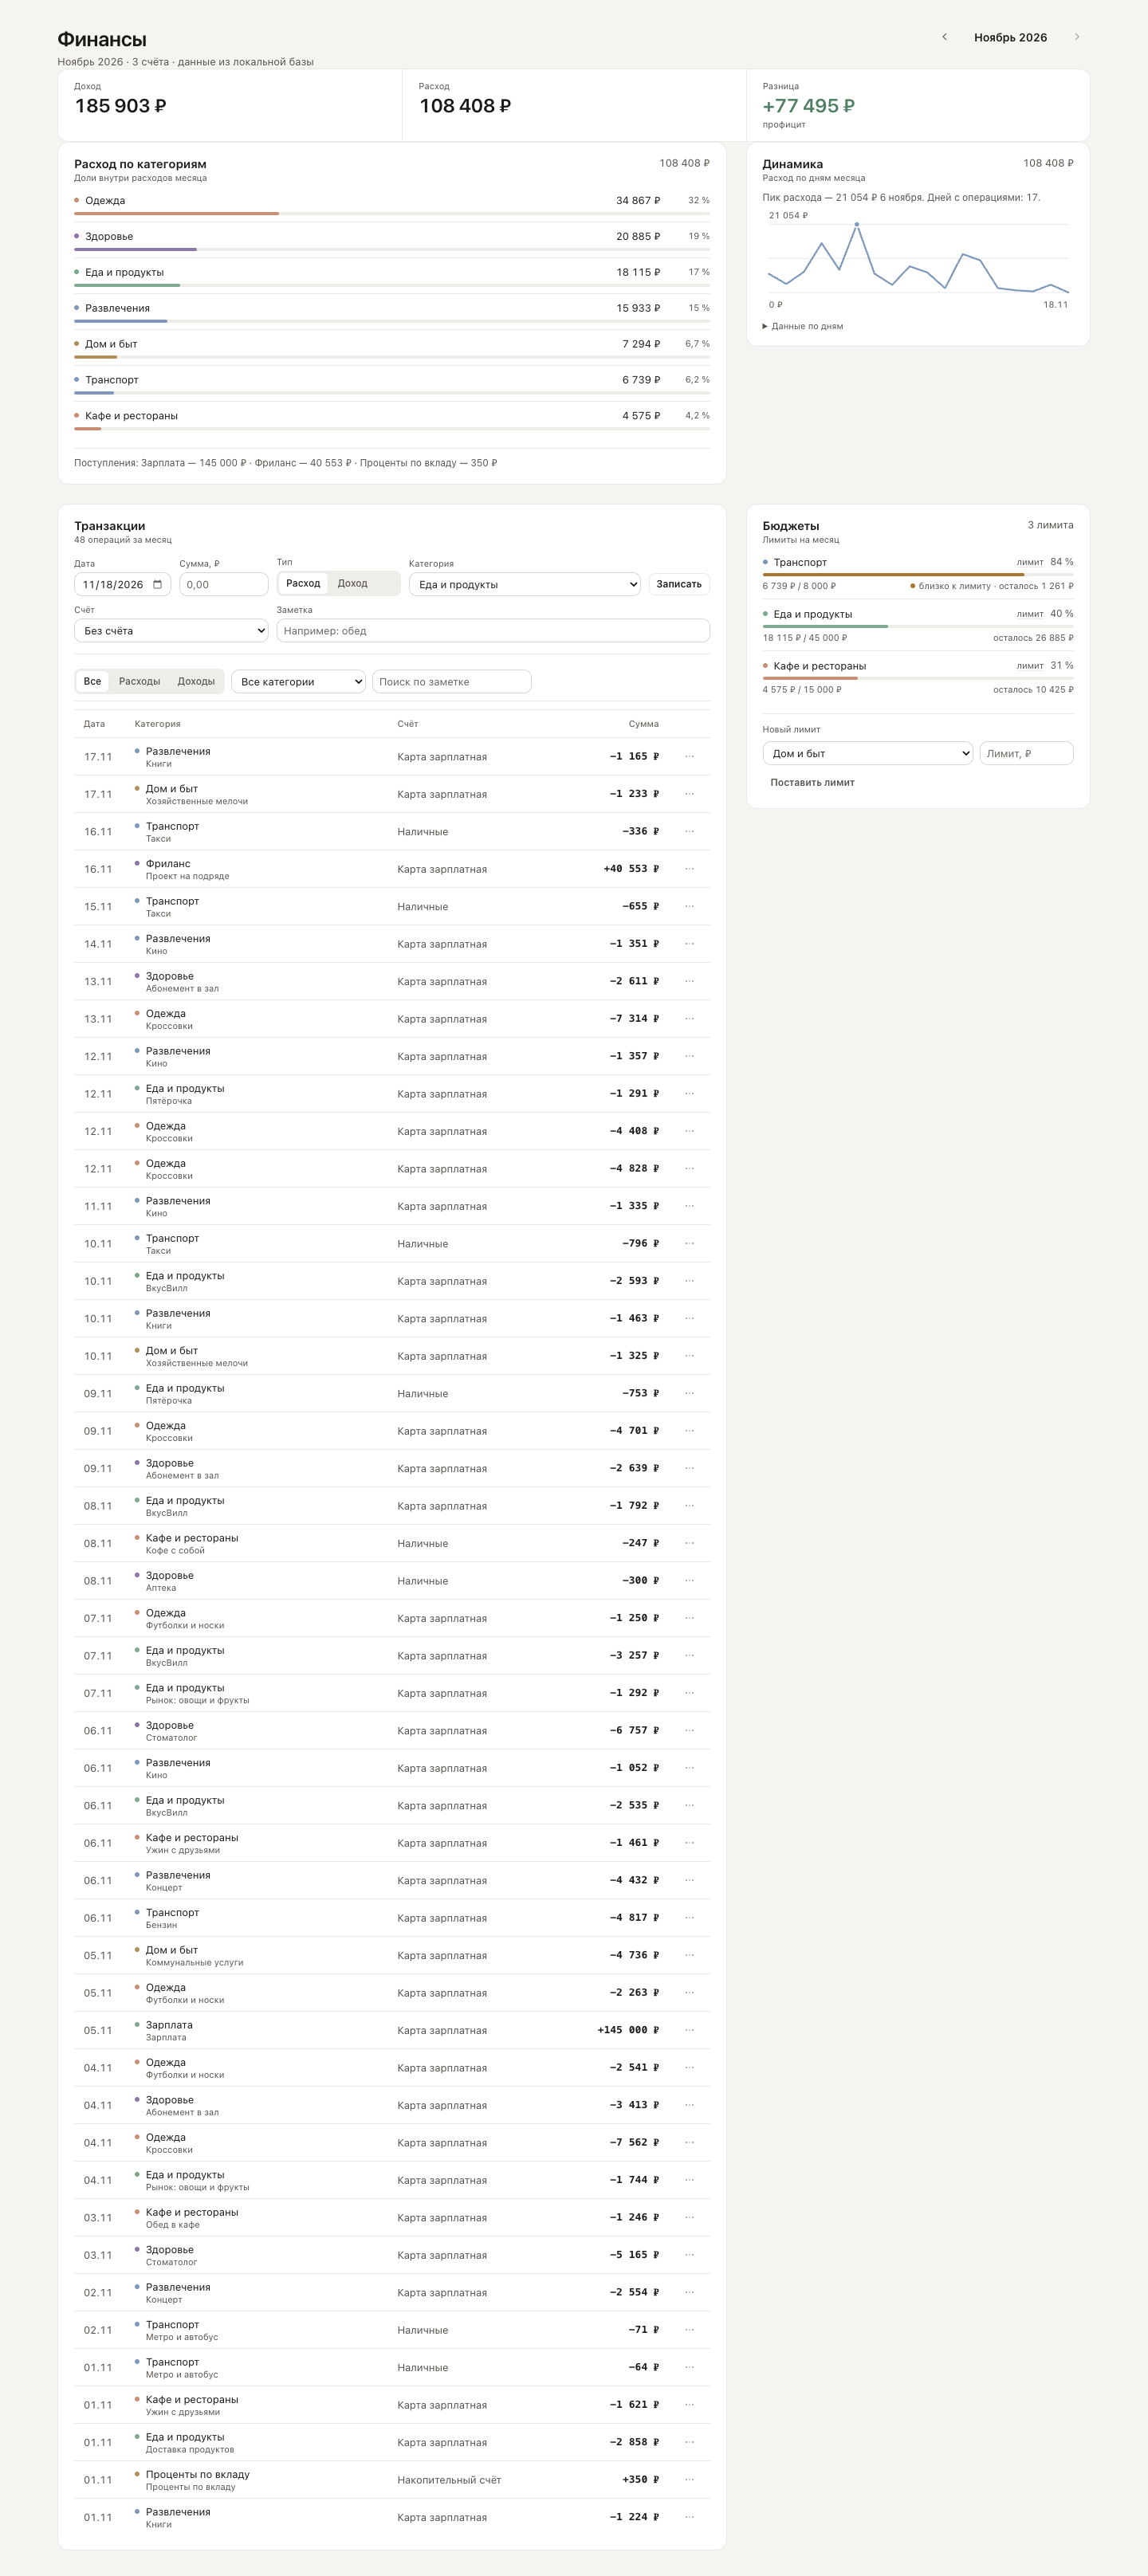 Финансы
‹ Ноябрь 2026 ›
Ноябрь 2026 · 3 счёта · данные из локальной базы
Доход
185 903 ₽
Расход
108 408 ₽
Разница
+77 495 ₽
профицит
Расход по категориям 108 408 ₽
Доли внутри расходов месяца
Одежда 34 867 ₽ 32 %
Здоровье 20 885 ₽ 19 %
Еда и продукты 18 115 ₽ 17 %
Развлечения 15 933 ₽ 15 %
Дом и быт 7 294 ₽ 6,7 %
Транспорт 6 739 ₽ 6,2 %
Кафе и рестораны 4 575 ₽ 4,2 %
Поступления: Зарплата — 145 000 ₽ · Фриланс — 40 553 ₽ · Проценты по вкладу — 350 ₽
Динамика 108 408 ₽
Расход по дням месяца
Пик расхода — 21 054 ₽ 6 ноября. Дней с операциями: 17.
21 054 ₽
0 ₽ 18.11
▶ Данные по дням
Транзакции
48 операций за месяц
Дата Сумма, ₽ Тип Категория
11/18/2026 0,00 Расход Доход Еда и продукты Записать
Счёт Заметка
Без счёта Например: обед
Все Расходы Доходы Все категории Поиск по заметке
Дата Категория Счёт Сумма
17.11 Развлечения Карта зарплатная −1 165 ₽ ···
Книги
17.11 Дом и быт Карта зарплатная −1 233 ₽ ···
Хозяйственные мелочи
16.11 Транспорт Наличные −336 ₽ ···
Такси
16.11 Фриланс Карта зарплатная +40 553 ₽ ···
Проект на подряде
15.11 Транспорт Наличные −655 ₽ ···
Такси
14.11 Развлечения Карта зарплатная −1 351 ₽ ···
Кино
13.11 Здоровье Карта зарплатная −2 611 ₽ ···
Абонемент в зал
13.11 Одежда Карта зарплатная −7 314 ₽ ···
Кроссовки
12.11 Развлечения Карта зарплатная −1 357 ₽ ···
Кино
12.11 Еда и продукты Карта зарплатная −1 291 ₽ ···
Пятёрочка
12.11 Одежда Карта зарплатная −4 408 ₽ ···
Кроссовки
12.11 Одежда Карта зарплатная −4 828 ₽ ···
Кроссовки
11.11 Развлечения Карта зарплатная −1 335 ₽ ···
Кино
10.11 Транспорт Наличные −796 ₽ ···
Такси
10.11 Еда и продукты Карта зарплатная −2 593 ₽ ···
ВкусВилл
10.11 Развлечения Карта зарплатная −1 463 ₽ ···
Книги
10.11 Дом и быт Карта зарплатная −1 325 ₽ ···
Хозяйственные мелочи
09.11 Еда и продукты Наличные −753 ₽ ···
Пятёрочка
09.11 Одежда Карта зарплатная −4 701 ₽ ···
Кроссовки
09.11 Здоровье Карта зарплатная −2 639 ₽ ···
Абонемент в зал
08.11 Еда и продукты Карта зарплатная −1 792 ₽ ···
ВкусВилл
08.11 Кафе и рестораны Наличные −247 ₽ ···
Кофе с собой
08.11 Здоровье Наличные −300 ₽ ···
Аптека
07.11 Одежда Карта зарплатная −1 250 ₽ ···
Футболки и носки
07.11 Еда и продукты Карта зарплатная −3 257 ₽ ···
ВкусВилл
07.11 Еда и продукты Карта зарплатная −1 292 ₽ ···
Рынок: овощи и фрукты
06.11 Здоровье Карта зарплатная −6 757 ₽ ···
Стоматолог
06.11 Развлечения Карта зарплатная −1 052 ₽ ···
Кино
06.11 Еда и продукты Карта зарплатная −2 535 ₽ ···
ВкусВилл
06.11 Кафе и рестораны Карта зарплатная −1 461 ₽ ···
Ужин с друзьями
06.11 Развлечения Карта зарплатная −4 432 ₽ ···
Концерт
06.11 Транспорт Карта зарплатная −4 817 ₽ ···
Бензин
05.11 Дом и быт Карта зарплатная −4 736 ₽ ···
Коммунальные услуги
05.11 Одежда Карта зарплатная −2 263 ₽ ···
Футболки и носки
05.11 Зарплата Карта зарплатная +145 000 ₽ ···
Зарплата
04.11 Одежда Карта зарплатная −2 541 ₽ ···
Футболки и носки
04.11 Здоровье Карта зарплатная −3 413 ₽ ···
Абонемент в зал
04.11 Одежда Карта зарплатная −7 562 ₽ ···
Кроссовки
04.11 Еда и продукты Карта зарплатная −1 744 ₽ ···
Рынок: овощи и фрукты
03.11 Кафе и рестораны Карта зарплатная −1 246 ₽ ···
Обед в кафе
03.11 Здоровье Карта зарплатная −5 165 ₽ ···
Стоматолог
02.11 Развлечения Карта зарплатная −2 554 ₽ ···
Концерт
02.11 Транспорт Наличные −71 ₽ ···
Метро и автобус
01.11 Транспорт Наличные −64 ₽ ···
Метро и автобус
01.11 Кафе и рестораны Карта зарплатная −1 621 ₽ ···
Ужин с друзьями
01.11 Еда и продукты Карта зарплатная −2 858 ₽ ···
Доставка продуктов
01.11 Проценты по вкладу Накопительный счёт +350 ₽ ···
Проценты по вкладу
01.11 Развлечения Карта зарплатная −1 224 ₽ ···
Книги
Бюджеты 3 лимита
Лимиты на месяц
Транспорт лимит 84 %
6 739 ₽ / 8 000 ₽ близко к лимиту · осталось 1 261 ₽
Еда и продукты лимит 40 %
18 115 ₽ / 45 000 ₽ осталось 26 885 ₽
Кафе и рестораны лимит 31 %
4 575 ₽ / 15 000 ₽ осталось 10 425 ₽
Новый лимит
Дом и быт Лимит, ₽
Поставить лимит